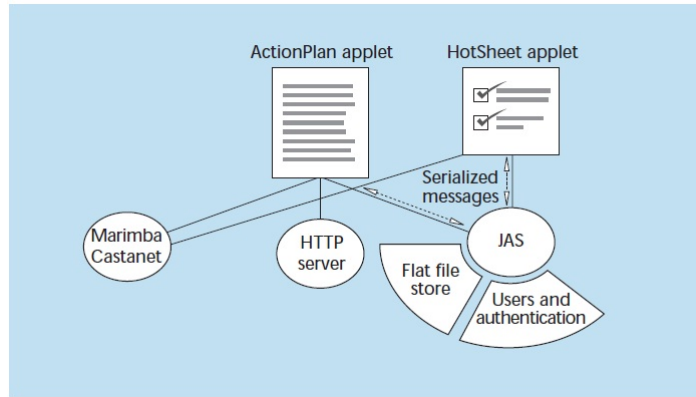 ActionPlan applet
HotSheet applet
Serialized
messages
Marimba
Castanet
HTTP
server
JAS
Flat file
store
Users and
authentication